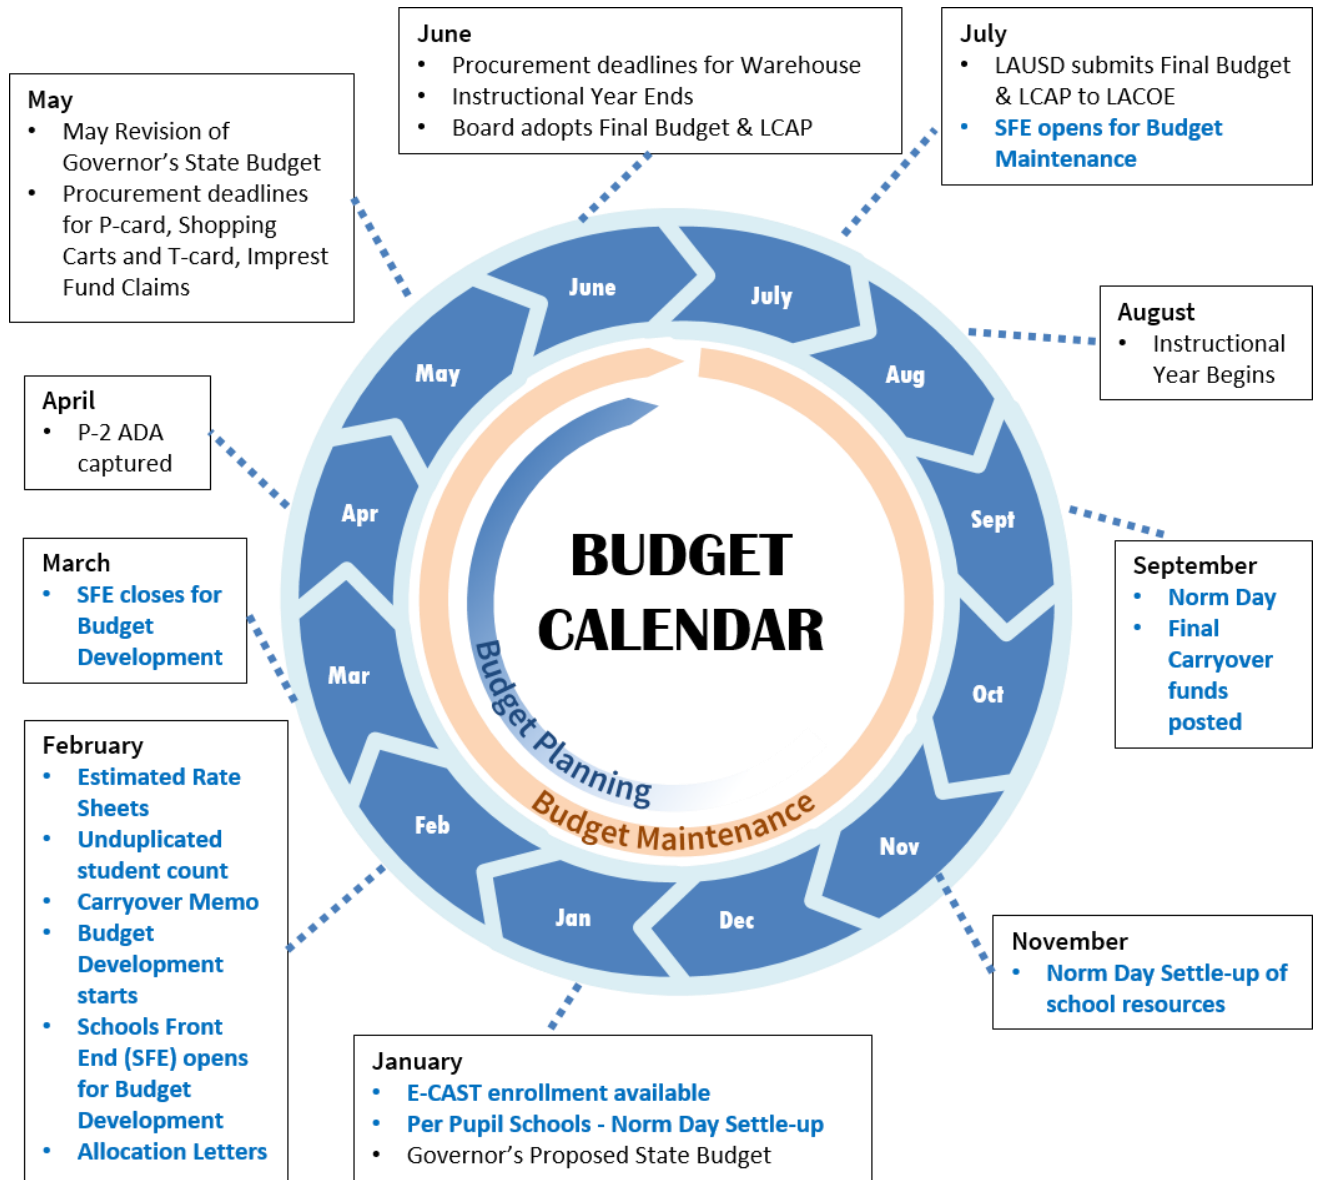 June
• Procurement deadlines for Warehouse
• Instructional Year Ends
• Board adopts Final Budget & LCAP
July
• LAUSD submits Final Budget
& LCAP to LACOE
• SFE opens for Budget
Maintenance
May
• May Revision of
Governor’s State Budget
• Procurement deadlines
for P-card, Shopping
Carts and T-card, Imprest
Fund Claims
August
• Instructional
Year Begins
April
• P-2 ADA
captured
March
• SFE closes for
Budget
Development
September
• Norm Day
• Final
Carryover
funds
posted
February
• Estimated Rate
Sheets
• Unduplicated
student count
• Carryover Memo
• Budget
Development
starts
• Schools Front
End (SFE) opens
for Budget
Development
• Allocation Letters
November
• Norm Day Settle-up of
school resources
January
• E-CAST enrollment available
• Per Pupil Schools - Norm Day Settle-up
• Governor’s Proposed State Budget
June
July
Aug
Sept
Oct
Nov
Dec
Jan
Feb
Mar
Apr
May
BUDGET
CALENDAR
Budget Planning
Budget Maintenance